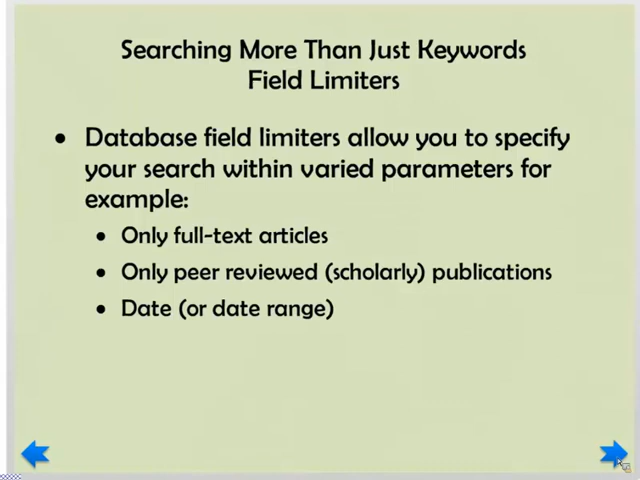 Searching More Than Just Keywords
Field Limiters
• Database field limiters allow you to specify
your search within varied parameters for
example:
• Only full-text articles
• Only peer reviewed (scholarly) publications
• Date (or date range)